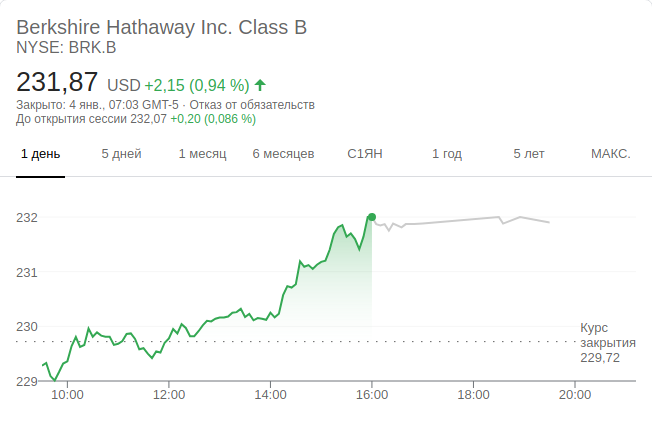 Berkshire Hathaway Inc. Class B
NYSE: BRK.B
231,87 USD +2,15 (0,94 %)
Закрыто: 4 янв., 07:03 GMT-5 · Отказ от обязательств
До открытия сессии 232,07 +0,20 (0,086 %)
1 день 5 дней 1 месяц 6 месяцев С1ЯН 1 год 5 лет МАКС.
232
231
230
Курс
закрытия
229,72
229
10:00 12:00 14:00 16:00 18:00 20:00